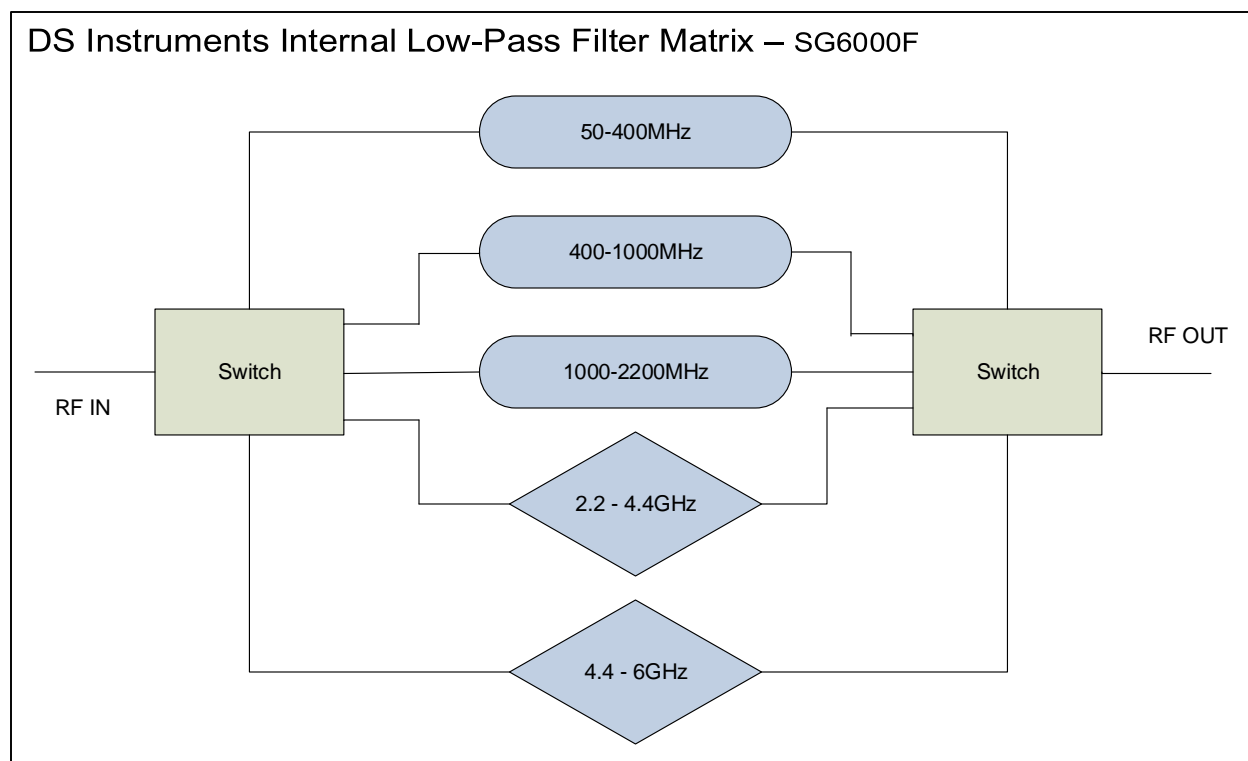 DS Instruments Internal Low-Pass Filter Matrix – SG6000F
50-400MHz
400-1000MHz
RF OUT
Switch
1000-2200MHz
Switch
RF IN
2.2 - 4.4GHz
4.4 - 6GHz